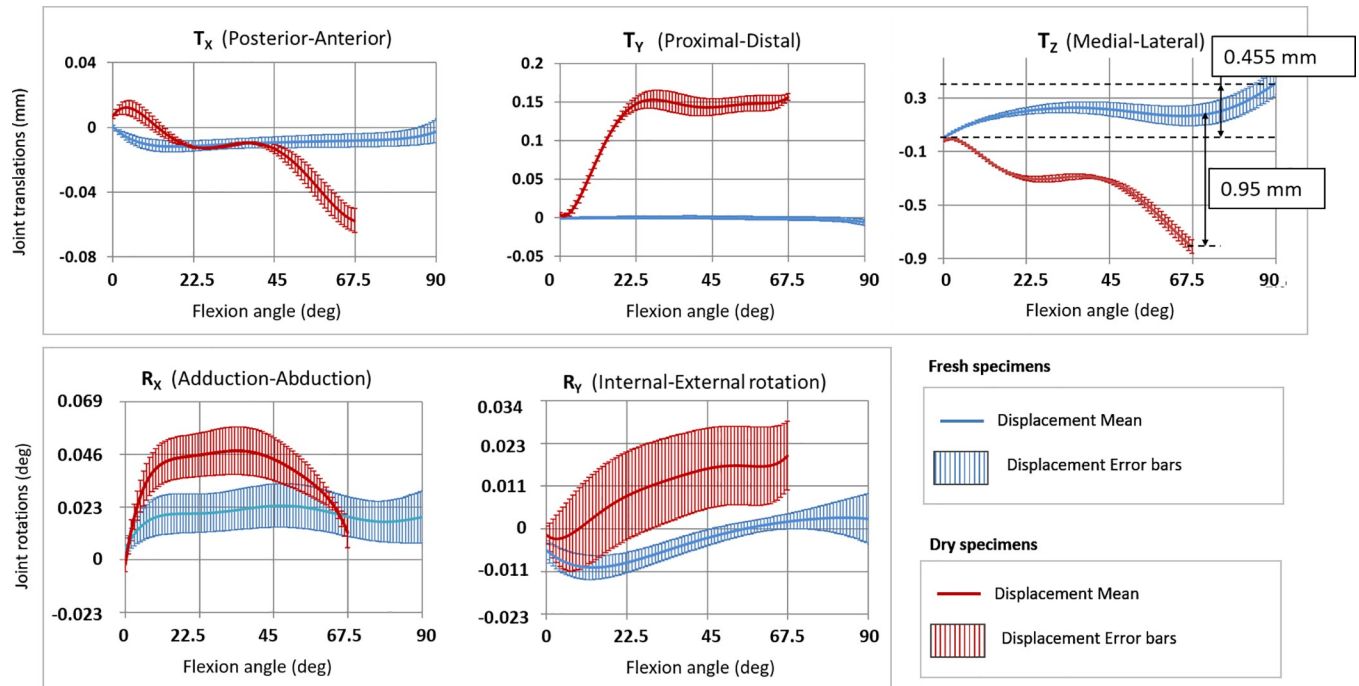 T_X (Posterior-Anterior)
T_Y (Proximal-Distal)
T_Z (Medial-Lateral)
Joint translations (mm)
0.04
0
-0.04
-0.08
0 22.5 45 67.5 90
Flexion angle (deg)
0.2
0.15
0.1
0.05
0
-0.05
0 22.5 45 67.5 90
Flexion angle (deg)
0.3
-0.1
-0.5
-0.9
0 22.5 45 67.5 90
Flexion angle (deg)
0.455 mm
0.95 mm
R_X (Adduction-Abduction)
R_Y (Internal-External rotation)
Joint rotations (deg)
0.069
0.046
0.023
0
-0.023
0 22.5 45 67.5 90
Flexion angle (deg)
0.034
0.023
0.011
0
-0.011
-0.023
0 22.5 45 67.5 90
Flexion angle (deg)
Fresh specimens
Displacement Mean
Displacement Error bars
Dry specimens
Displacement Mean
Displacement Error bars